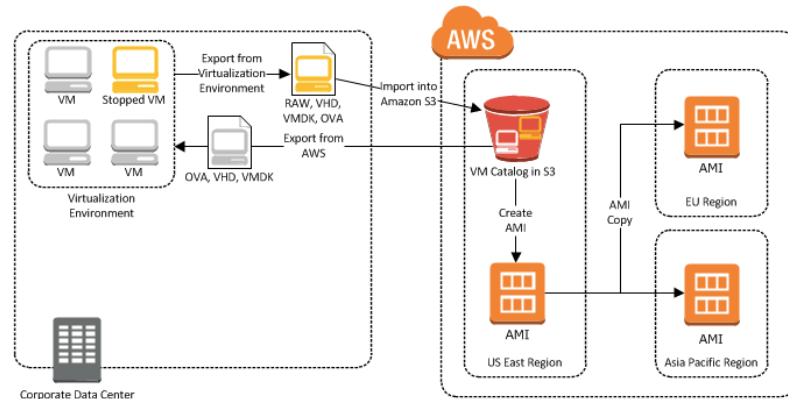 AWS
Export from
Virtualization
Environment
VM
Stopped VM
RAW, VHD,
VMDK, OVA
Import into
Amazon S3
VM
VM
OVA, VHD, VMDK
Export from
AWS
VM Catalog in S3
Virtualization
Environment
Create
AMI
AMI
US East Region
AMI
Copy
AMI
EU Region
AMI
Asia Pacific Region
Corporate Data Center